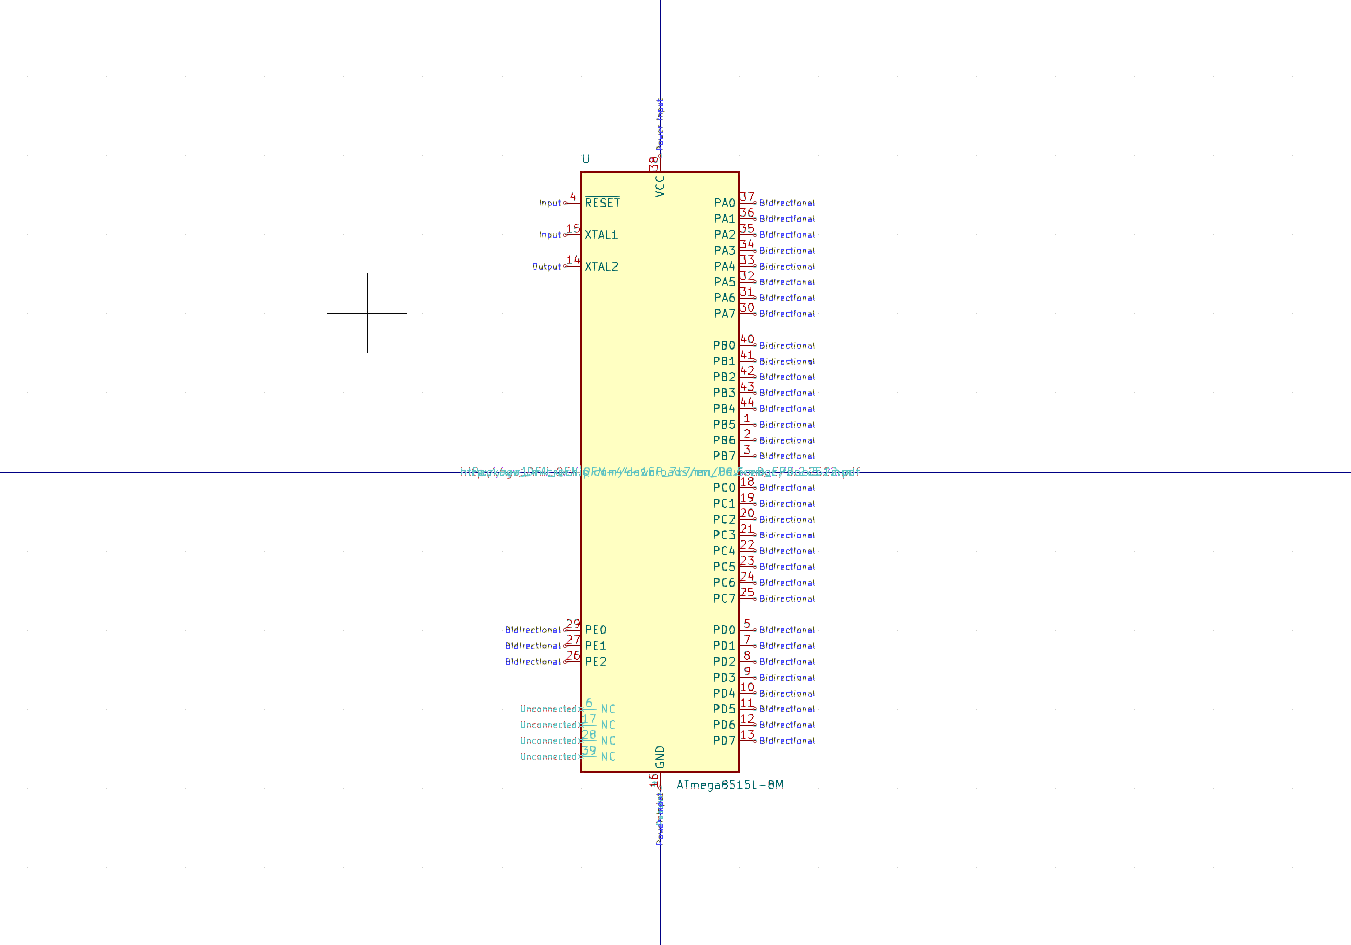 Power Input
U
38
VCC
Input 4 RESET
Input 15 XTAL1
Output 14 XTAL2
PA0 37 Bidirectional
PA1 36 Bidirectional
PA2 35 Bidirectional
PA3 34 Bidirectional
PA4 33 Bidirectional
PA5 32 Bidirectional
PA6 31 Bidirectional
PA7 30 Bidirectional
PB0 40 Bidirectional
PB1 41 Bidirectional
PB2 42 Bidirectional
PB3 43 Bidirectional
PB4 44 Bidirectional
PB5 1 Bidirectional
PB6 2 Bidirectional
PB7 3 Bidirectional
PC0 18 Bidirectional
PC1 19 Bidirectional
PC2 20 Bidirectional
PC3 21 Bidirectional
PC4 22 Bidirectional
PC5 23 Bidirectional
PC6 24 Bidirectional
PC7 25 Bidirectional
Bidirectional 29 PE0
Bidirectional 27 PE1
Bidirectional 26 PE2
PD0 5 Bidirectional
PD1 7 Bidirectional
PD2 8 Bidirectional
PD3 9 Bidirectional
PD4 10 Bidirectional
PD5 11 Bidirectional
PD6 12 Bidirectional
PD7 13 Bidirectional
Unconnected 6 NC
Unconnected 17 NC
Unconnected 28 NC
Unconnected 39 NC
GND
16
ATmega8515L-8M
Power Input